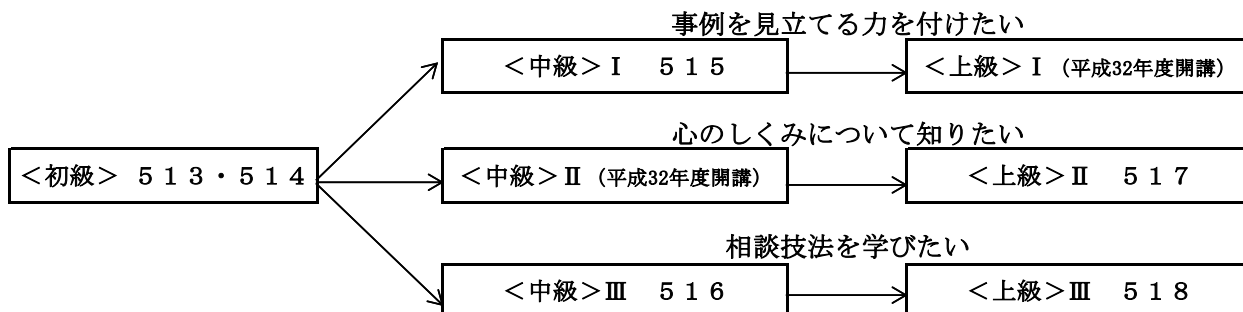 事例を見立てる力を付けたい
＜中級＞Ⅰ　５１５
＜上級＞Ⅰ（平成32年度開講）
心のしくみについて知りたい
＜初級＞ ５１３・５１４
＜中級＞Ⅱ（平成32年度開講）
＜上級＞Ⅱ　５１７
相談技法を学びたい
＜中級＞Ⅲ　５１６
＜上級＞Ⅲ　５１８